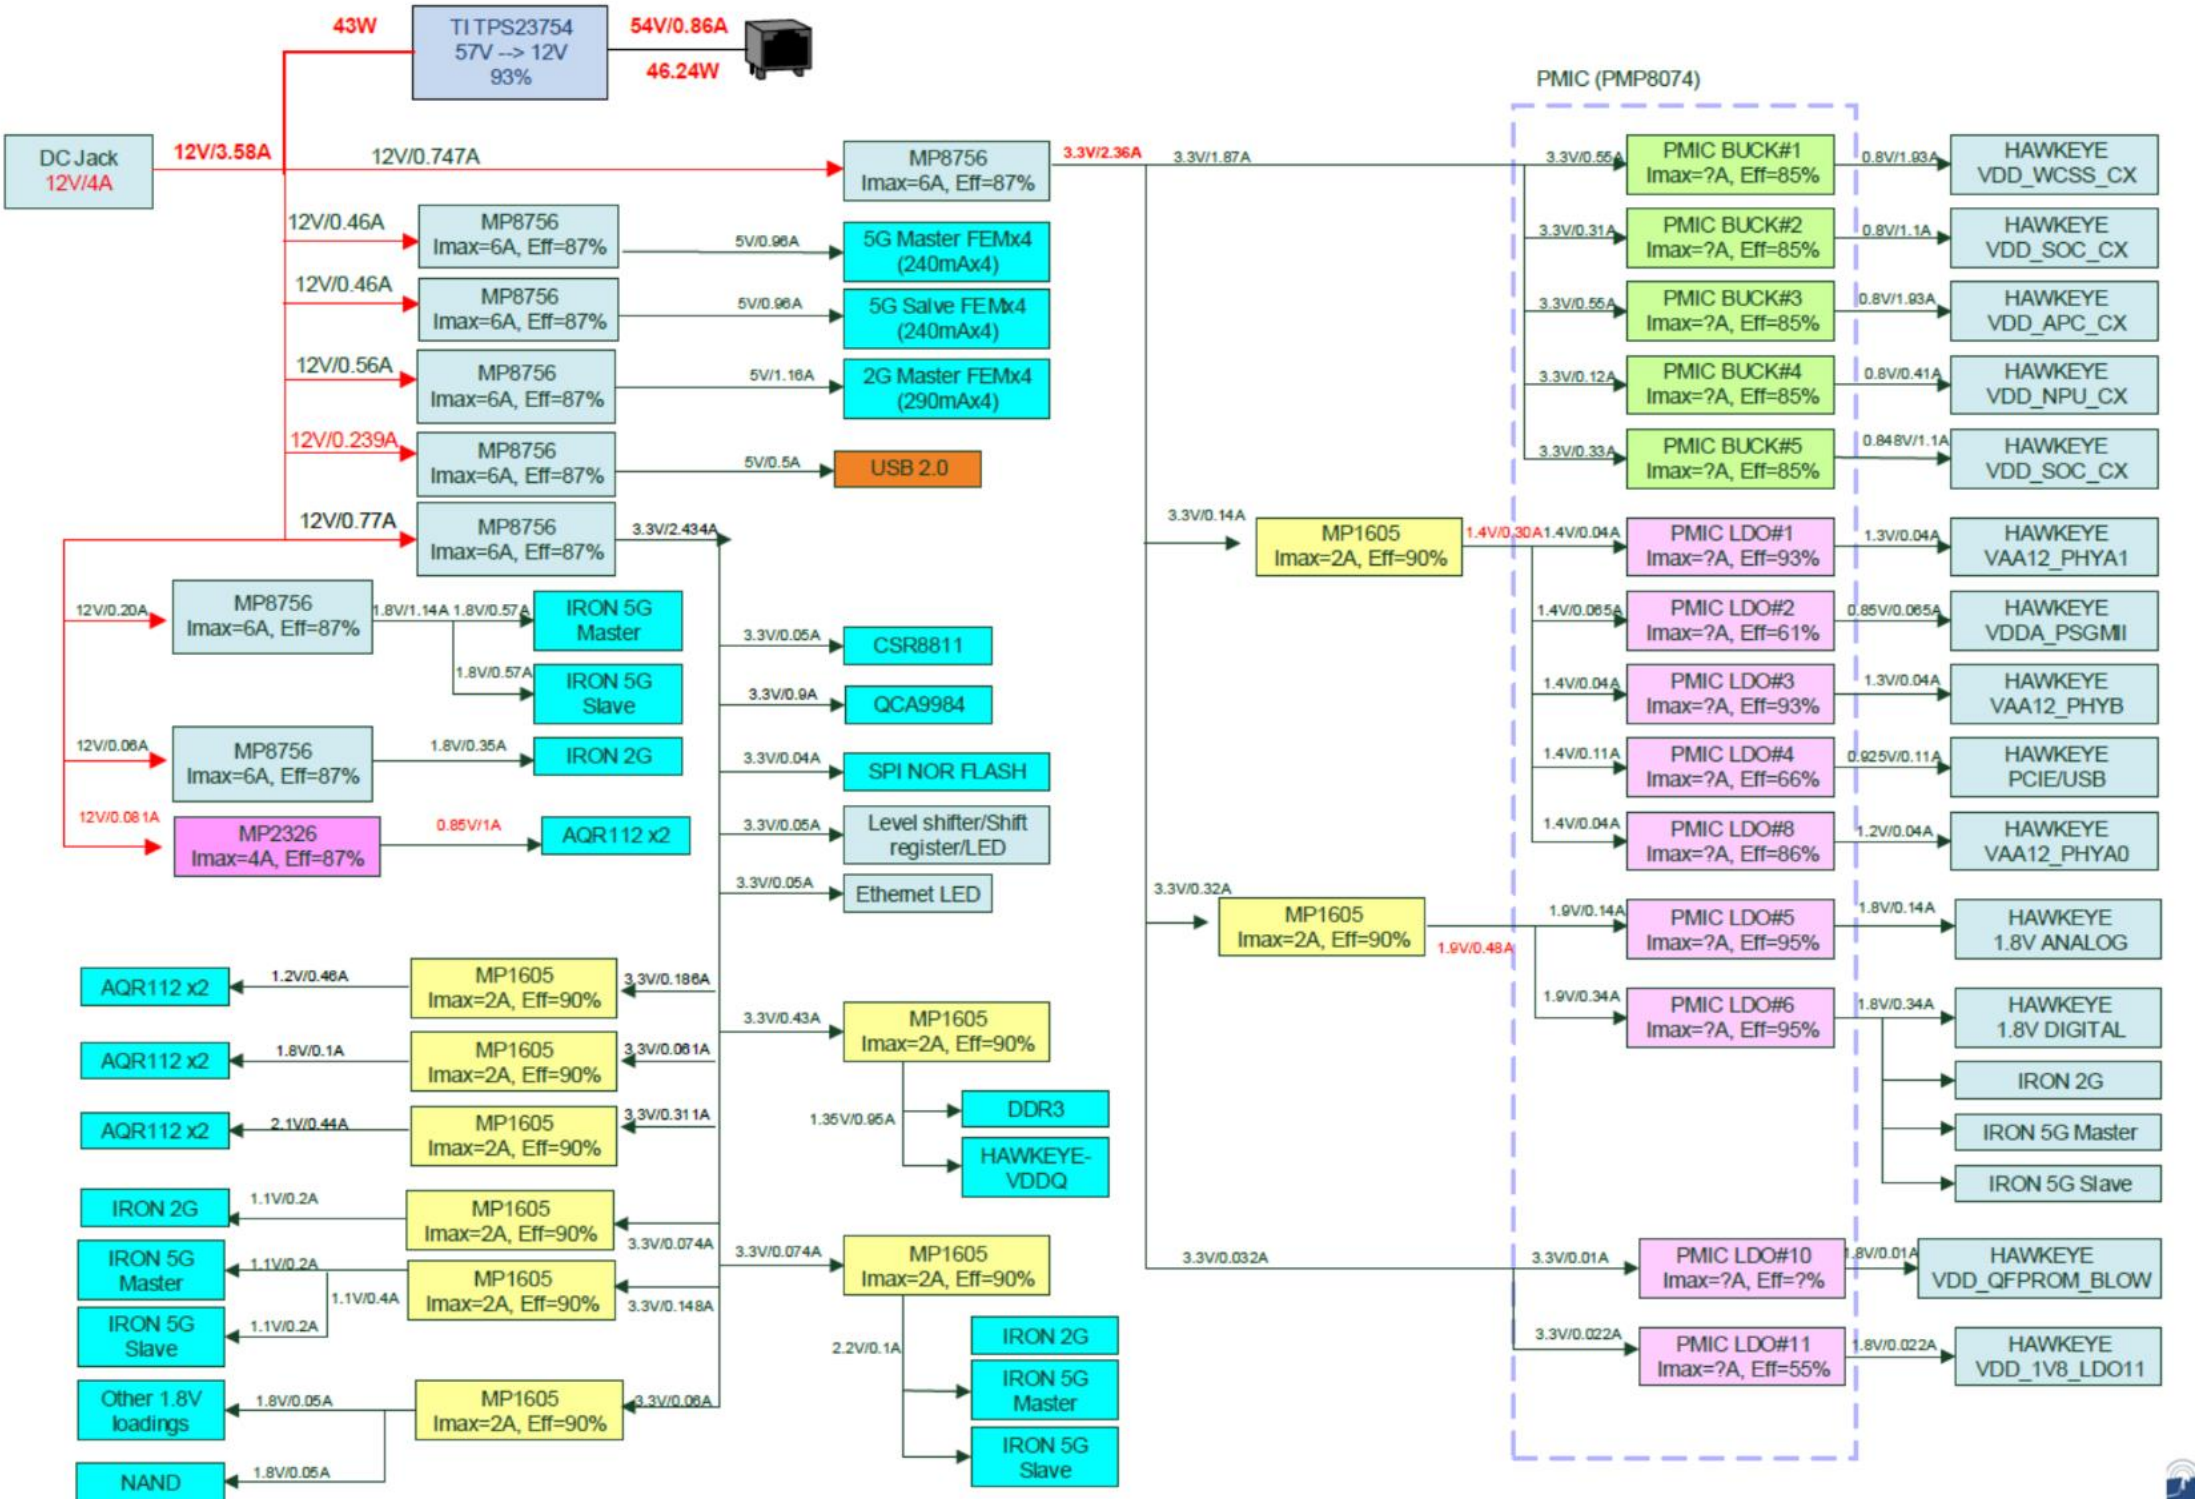 43W
TI TPS23754
57V --> 12V
93%
54V/0.86A
46.24W
PMIC (PMP8074)
DC Jack
12V/4A
12V/3.58A
12V/0.747A
MP8756
Imax=6A, Eff=87%
3.3V/2.36A
3.3V/1.87A
3.3V/0.55A
PMIC BUCK#1
Imax=?A, Eff=85%
0.8V/1.93A
HAWKEYE
VDD_WCSS_CX
12V/0.46A
MP8756
Imax=6A, Eff=87%
5V/0.96A
5G Master FEMx4
(240mAx4)
3.3V/0.31A
PMIC BUCK#2
Imax=?A, Eff=85%
0.8V/1.1A
HAWKEYE
VDD_SOC_CX
12V/0.46A
MP8756
Imax=6A, Eff=87%
5V/0.96A
5G Salve FEMx4
(240mAx4)
3.3V/0.55A
PMIC BUCK#3
Imax=?A, Eff=85%
0.8V/1.93A
HAWKEYE
VDD_APC_CX
12V/0.56A
MP8756
Imax=6A, Eff=87%
5V/1.16A
2G Master FEMx4
(290mAx4)
3.3V/0.12A
PMIC BUCK#4
Imax=?A, Eff=85%
0.8V/0.41A
HAWKEYE
VDD_NPU_CX
12V/0.239A
MP8756
Imax=6A, Eff=87%
5V/0.5A
USB 2.0
3.3V/0.33A
PMIC BUCK#5
Imax=?A, Eff=85%
0.848V/1.1A
HAWKEYE
VDD_SOC_CX
12V/0.77A
MP8756
Imax=6A, Eff=87%
3.3V/2.434A
3.3V/0.14A
MP1605
Imax=2A, Eff=90%
1.4V/0.30A
1.4V/0.04A
PMIC LDO#1
Imax=?A, Eff=93%
1.3V/0.04A
HAWKEYE
VAA12_PHYA1
12V/0.20A
MP8756
Imax=6A, Eff=87%
1.8V/1.14A
1.8V/0.57A
IRON 5G
Master
1.8V/0.57A
IRON 5G
Slave
3.3V/0.05A
CSR8811
1.4V/0.065A
PMIC LDO#2
Imax=?A, Eff=61%
0.85V/0.065A
HAWKEYE
VDDA_PSGMII
3.3V/0.9A
QCA9984
1.4V/0.04A
PMIC LDO#3
Imax=?A, Eff=93%
1.3V/0.04A
HAWKEYE
VAA12_PHYB
12V/0.06A
MP8756
Imax=6A, Eff=87%
1.8V/0.35A
IRON 2G
3.3V/0.04A
SPI NOR FLASH
1.4V/0.11A
PMIC LDO#4
Imax=?A, Eff=66%
0.925V/0.11A
HAWKEYE
PCIE/USB
12V/0.081A
MP2326
Imax=4A, Eff=87%
0.85V/1A
AQR112 x2
3.3V/0.05A
Level shifter/Shift
register/LED
1.4V/0.04A
PMIC LDO#8
Imax=?A, Eff=86%
1.2V/0.04A
HAWKEYE
VAA12_PHYA0
3.3V/0.05A
Ethernet LED
3.3V/0.32A
MP1605
Imax=2A, Eff=90%
1.9V/0.48A
1.9V/0.14A
PMIC LDO#5
Imax=?A, Eff=95%
1.8V/0.14A
HAWKEYE
1.8V ANALOG
AQR112 x2
1.2V/0.46A
MP1605
Imax=2A, Eff=90%
3.3V/0.186A
3.3V/0.43A
MP1605
Imax=2A, Eff=90%
1.9V/0.34A
PMIC LDO#6
Imax=?A, Eff=95%
1.8V/0.34A
HAWKEYE
1.8V DIGITAL
AQR112 x2
1.8V/0.1A
MP1605
Imax=2A, Eff=90%
3.3V/0.061A
IRON 2G
AQR112 x2
2.1V/0.44A
MP1605
Imax=2A, Eff=90%
3.3V/0.311A
1.35V/0.95A
DDR3
HAWKEYE-
VDDQ
IRON 5G Master
IRON 5G Slave
IRON 2G
1.1V/0.2A
MP1605
Imax=2A, Eff=90%
3.3V/0.074A
3.3V/0.074A
MP1605
Imax=2A, Eff=90%
3.3V/0.032A
3.3V/0.01A
PMIC LDO#10
Imax=?A, Eff=?%
1.8V/0.01A
HAWKEYE
VDD_QFPROM_BLOW
IRON 5G
Master
1.1V/0.2A
1.1V/0.4A
MP1605
Imax=2A, Eff=90%
3.3V/0.148A
IRON 5G
Slave
1.1V/0.2A
2.2V/0.1A
IRON 2G
IRON 5G
Master
IRON 5G
Slave
3.3V/0.022A
PMIC LDO#11
Imax=?A, Eff=55%
1.8V/0.022A
HAWKEYE
VDD_1V8_LDO11
Other 1.8V
loadings
1.8V/0.05A
MP1605
Imax=2A, Eff=90%
3.3V/0.06A
NAND
1.8V/0.05A